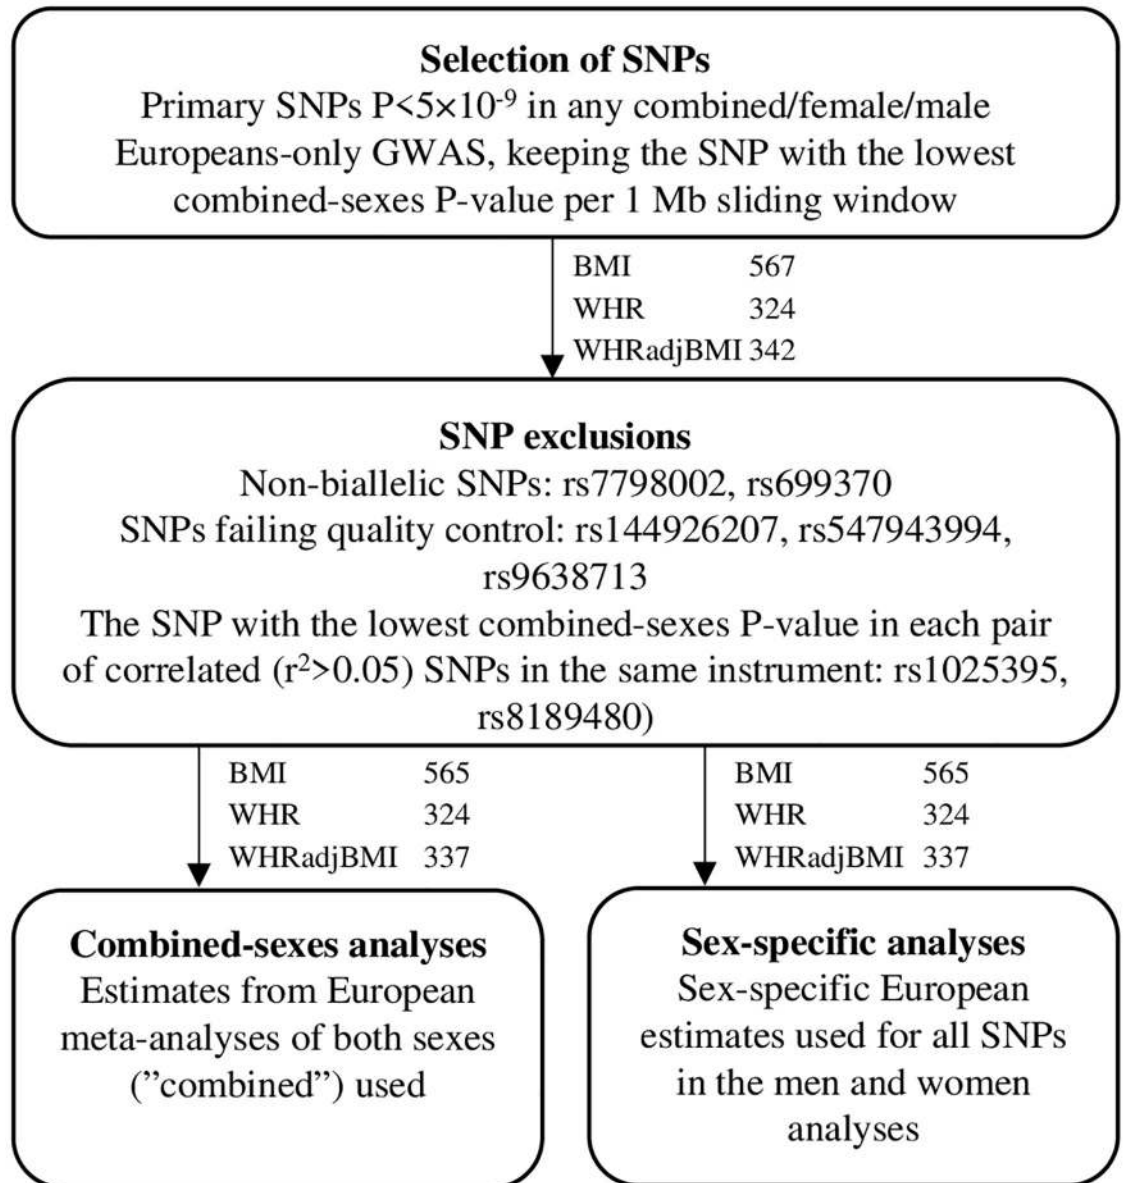 Selection of SNPs
Primary SNPs P<5×10⁻⁹ in any combined/female/male
Europeans-only GWAS, keeping the SNP with the lowest
combined-sexes P-value per 1 Mb sliding window
BMI 567
WHR 324
WHRadjBMI 342
SNP exclusions
Non-biallelic SNPs: rs7798002, rs699370
SNPs failing quality control: rs144926207, rs547943994,
rs9638713
The SNP with the lowest combined-sexes P-value in each pair
of correlated (r²>0.05) SNPs in the same instrument: rs1025395,
rs8189480)
BMI 565
WHR 324
WHRadjBMI 337
BMI 565
WHR 324
WHRadjBMI 337
Combined-sexes analyses
Estimates from European
meta-analyses of both sexes
(”combined”) used
Sex-specific analyses
Sex-specific European
estimates used for all SNPs
in the men and women
analyses